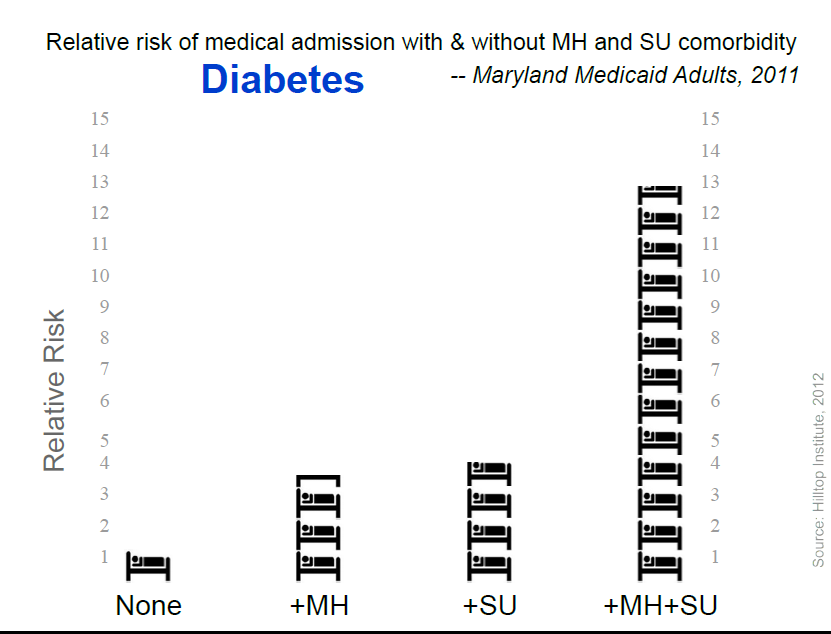 Relative risk of medical admission with & without MH and SU comorbidity
Diabetes
-- Maryland Medicaid Adults, 2011
15 15
14 14
13 13
12 12
11 11
10 10
9 9
8 8
7 7
6 6
5 5
4 4
3 3
2 2
1 1
Relative Risk
Source: Hilltop Institute, 2012
None +MH +SU +MH+SU